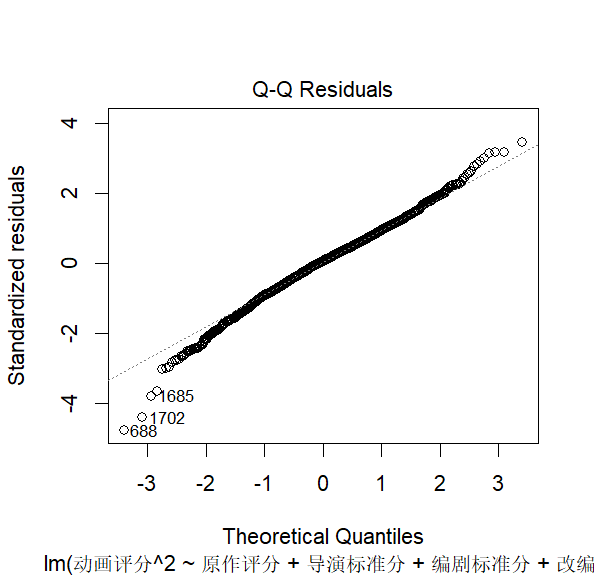 Q-Q Residuals
4
2
0
-2
-4
Standardized residuals
1685
1702
688
-3 -2 -1 0 1 2 3
Theoretical Quantiles
lm(动画评分^2 ~ 原作评分 + 导演标准分 + 编剧标准分 + 改编